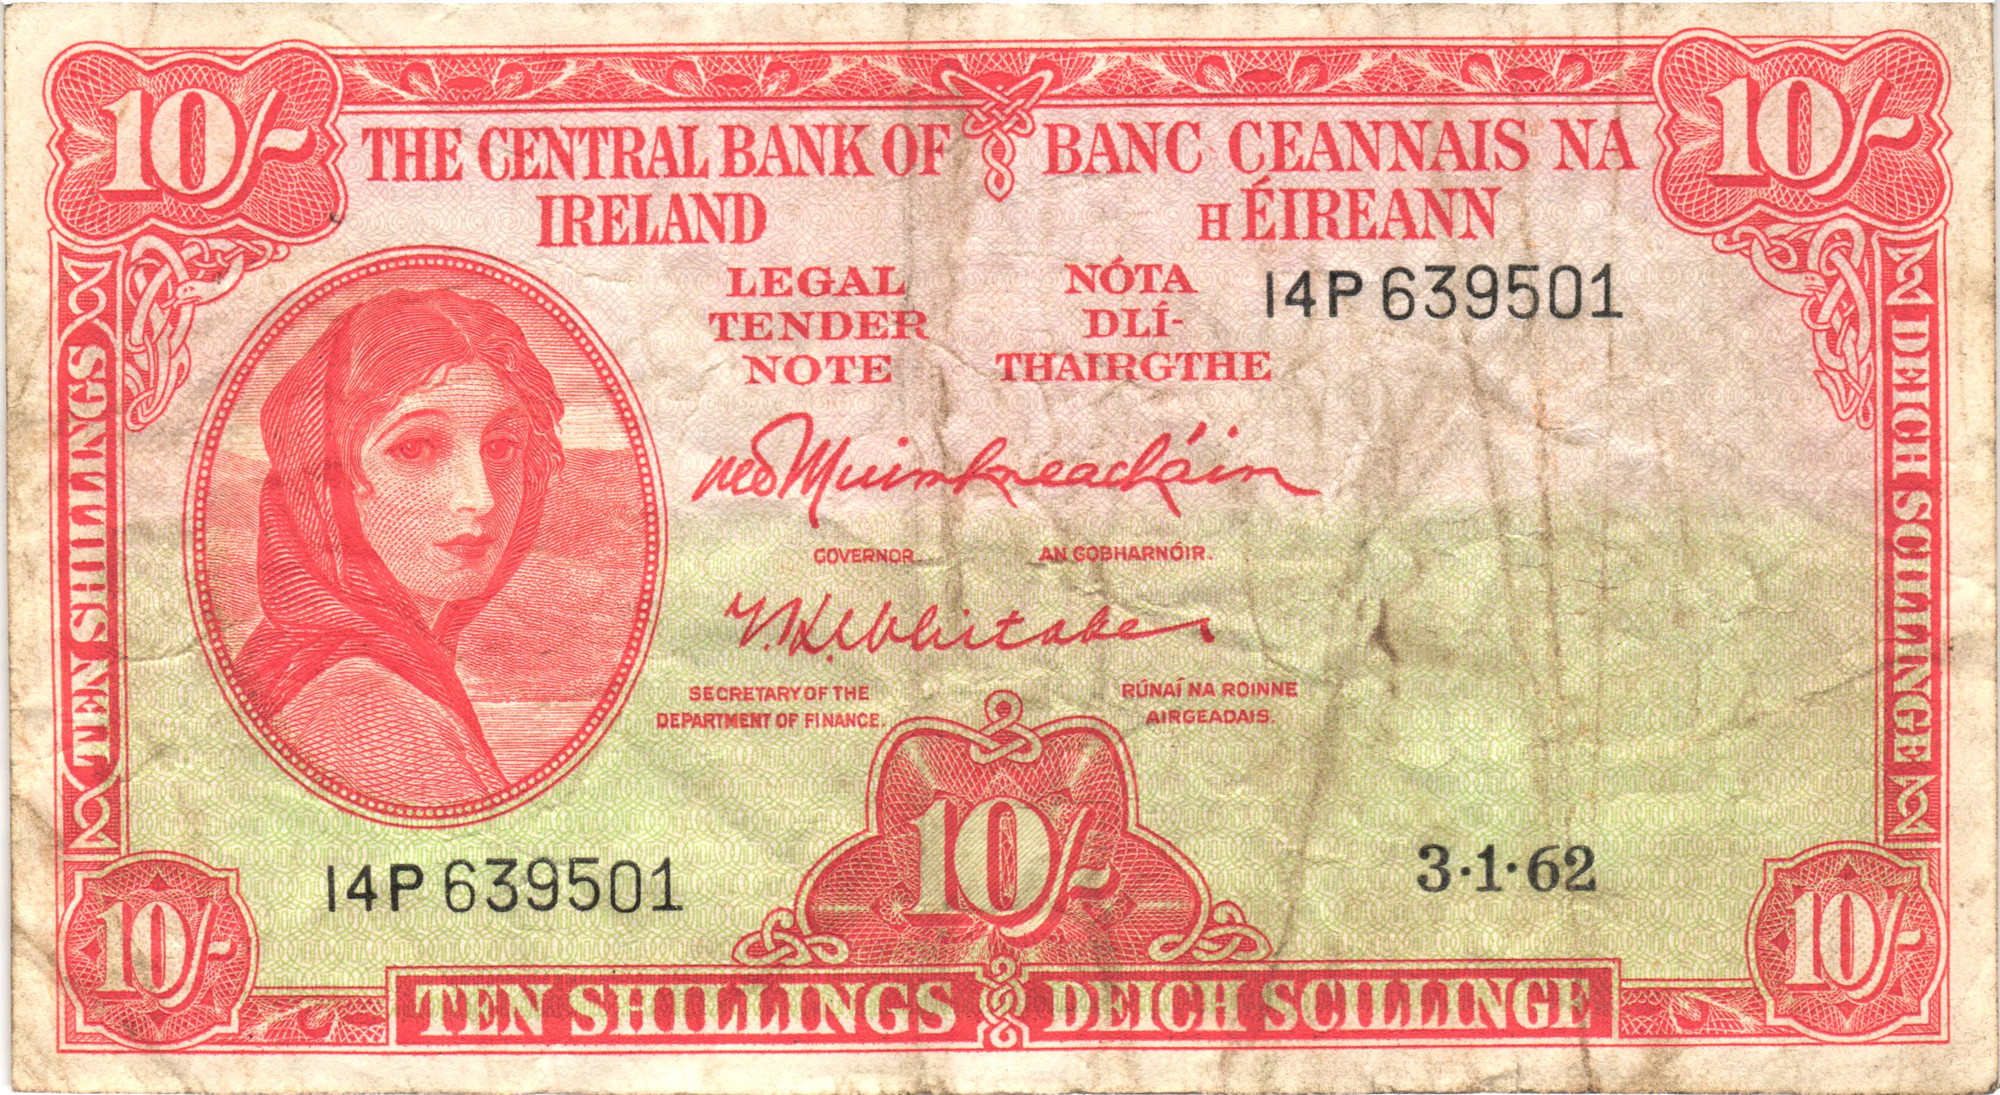 10/-
10/-
THE CENTRAL BANK OF
IRELAND
BANC CEANNAIS NA
hÉIREANN
LEGAL
TENDER
NOTE
NÓTA
DLÍ-
THAIRGTHE
14P 639501
TEN SHILLINGS
DEICH SCILLINGE
GOVERNOR
AN GOBHARNÓIR.
T.K.Whitaker
SECRETARY OF THE
DEPARTMENT OF FINANCE.
RÚNAÍ NA ROINNE
AIRGEADAIS.
14P 639501
10/-
3·1·62
10/-
10/-
TEN SHILLINGS
DEICH SCILLINGE